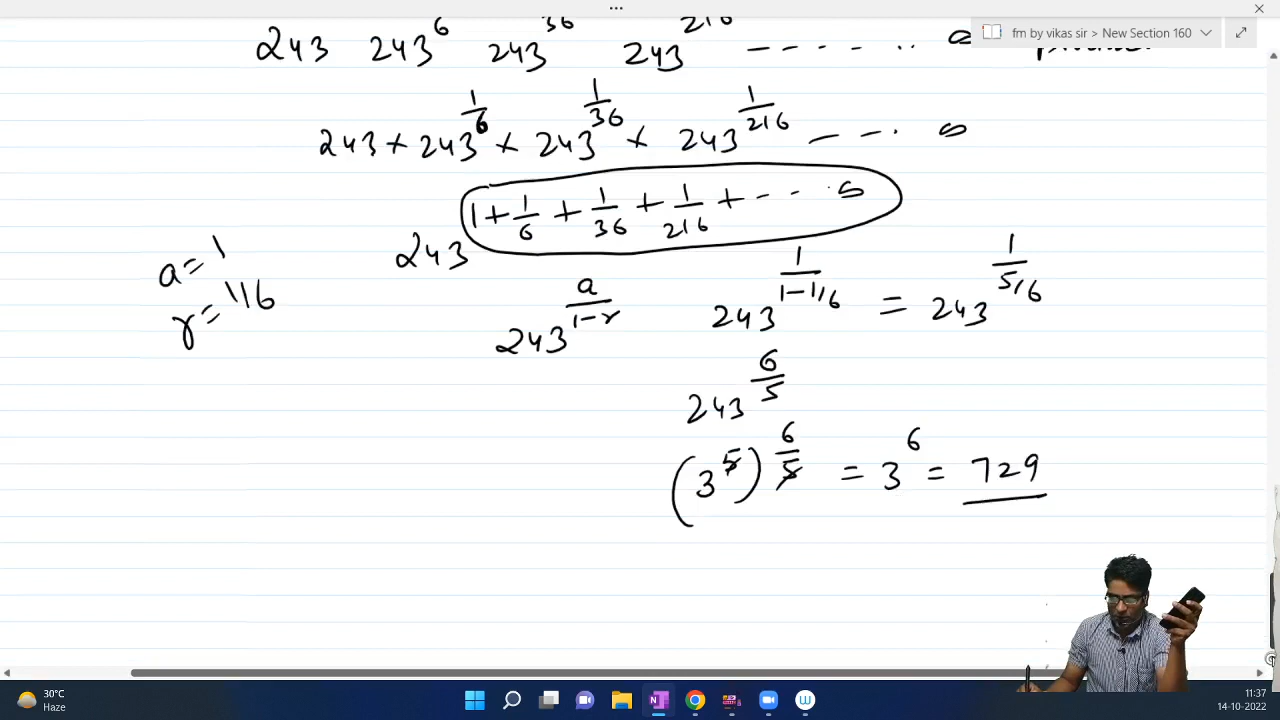 fm by vikas sir > New Section 160
243 243^6 243^36 243^216 - - - - - . .
243 × 243^(1/6) × 243^(1/36) × 243^(1/216) - - - . ∞
243^(1 + 1/6 + 1/36 + 1/216 + - - - ∞)
a = 1
r = 1/6
243^(a/(1-r)) 243^(1/(1-1/6)) = 243^(1/(5/6))
243^(6/5)
(3^5)^(6/5) = 3^6 = 729
30°C
Haze
11:37
14-10-2022